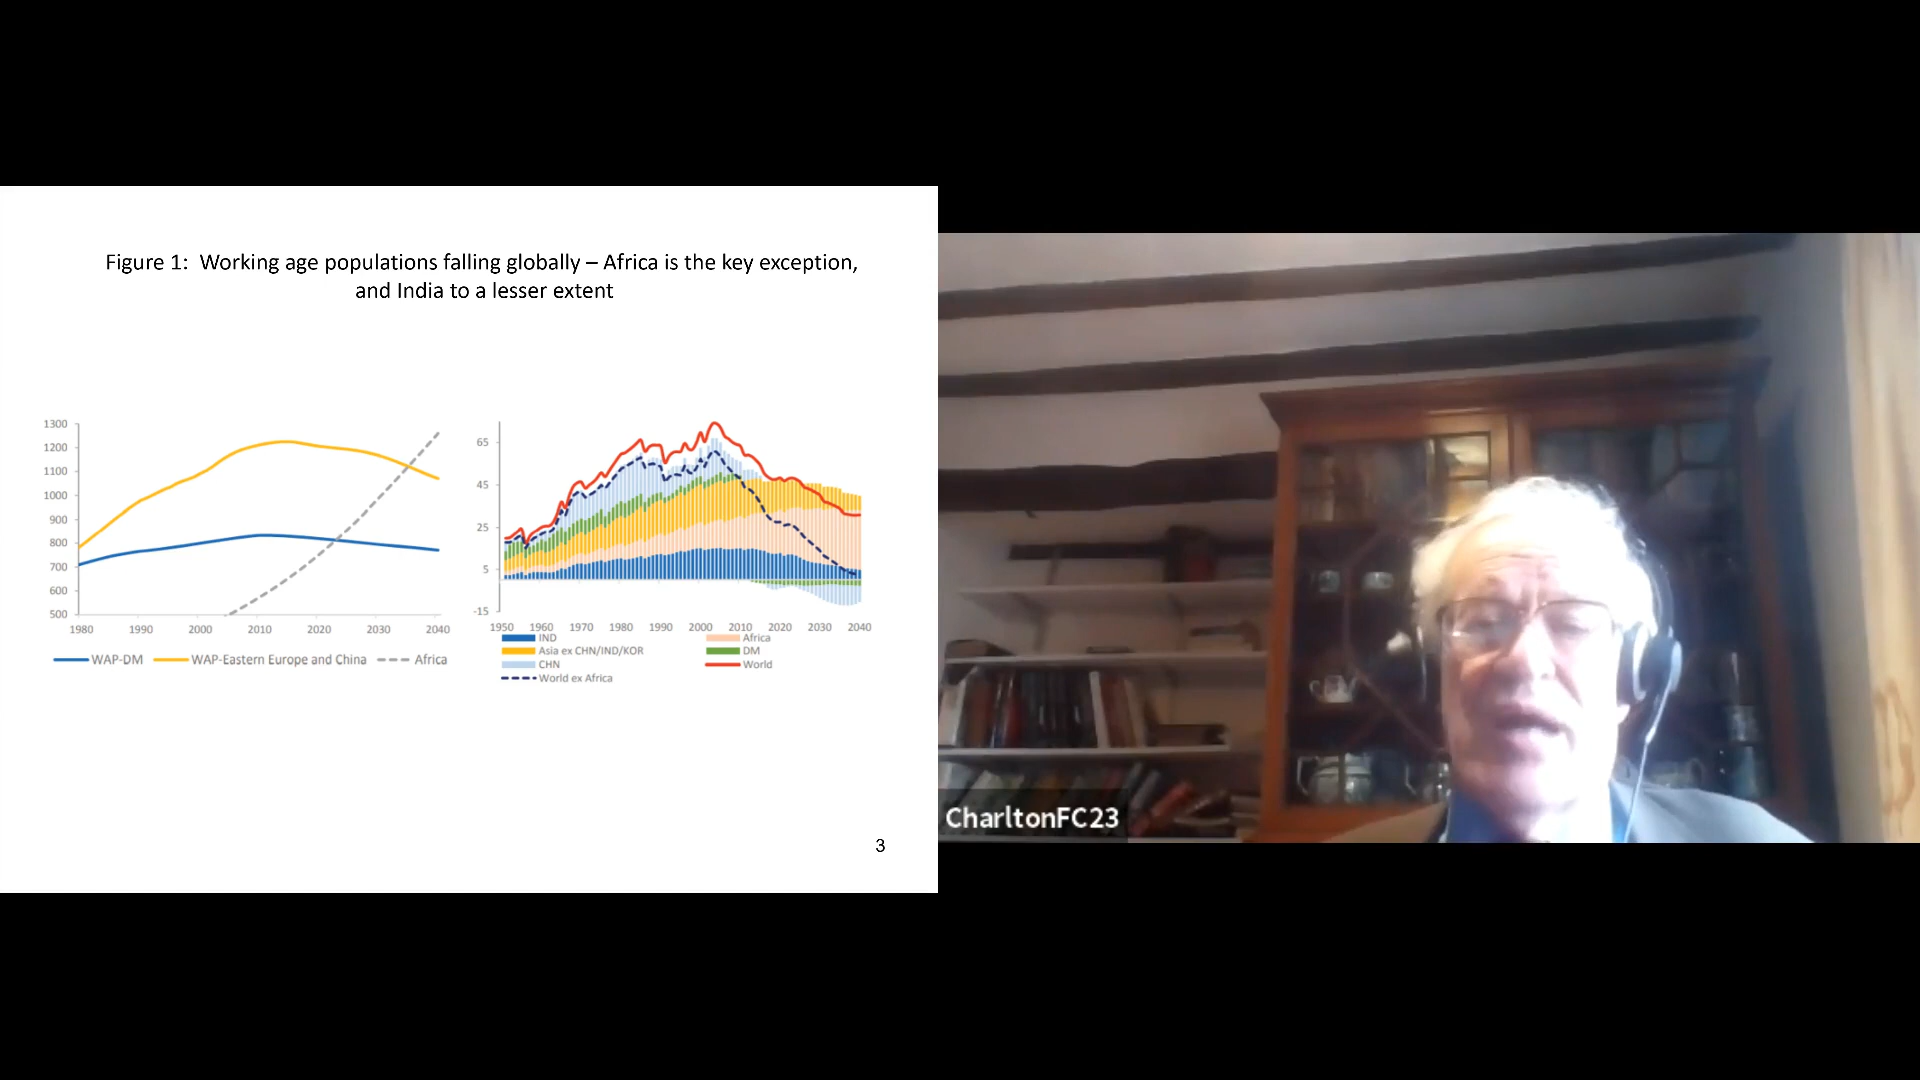 Figure 1:  Working age populations falling globally – Africa is the key exception,
and India to a lesser extent
1300
1200
1100
1000
900
800
700
600
500
1980 1990 2000 2010 2020 2030 2040
WAP-DM WAP-Eastern Europe and China Africa
65
45
25
5
-15
1950 1960 1970 1980 1990 2000 2010 2020 2030 2040
IND Africa
Asia ex CHN/IND/KOR DM
CHN World
World ex Africa
3
CharltonFC23